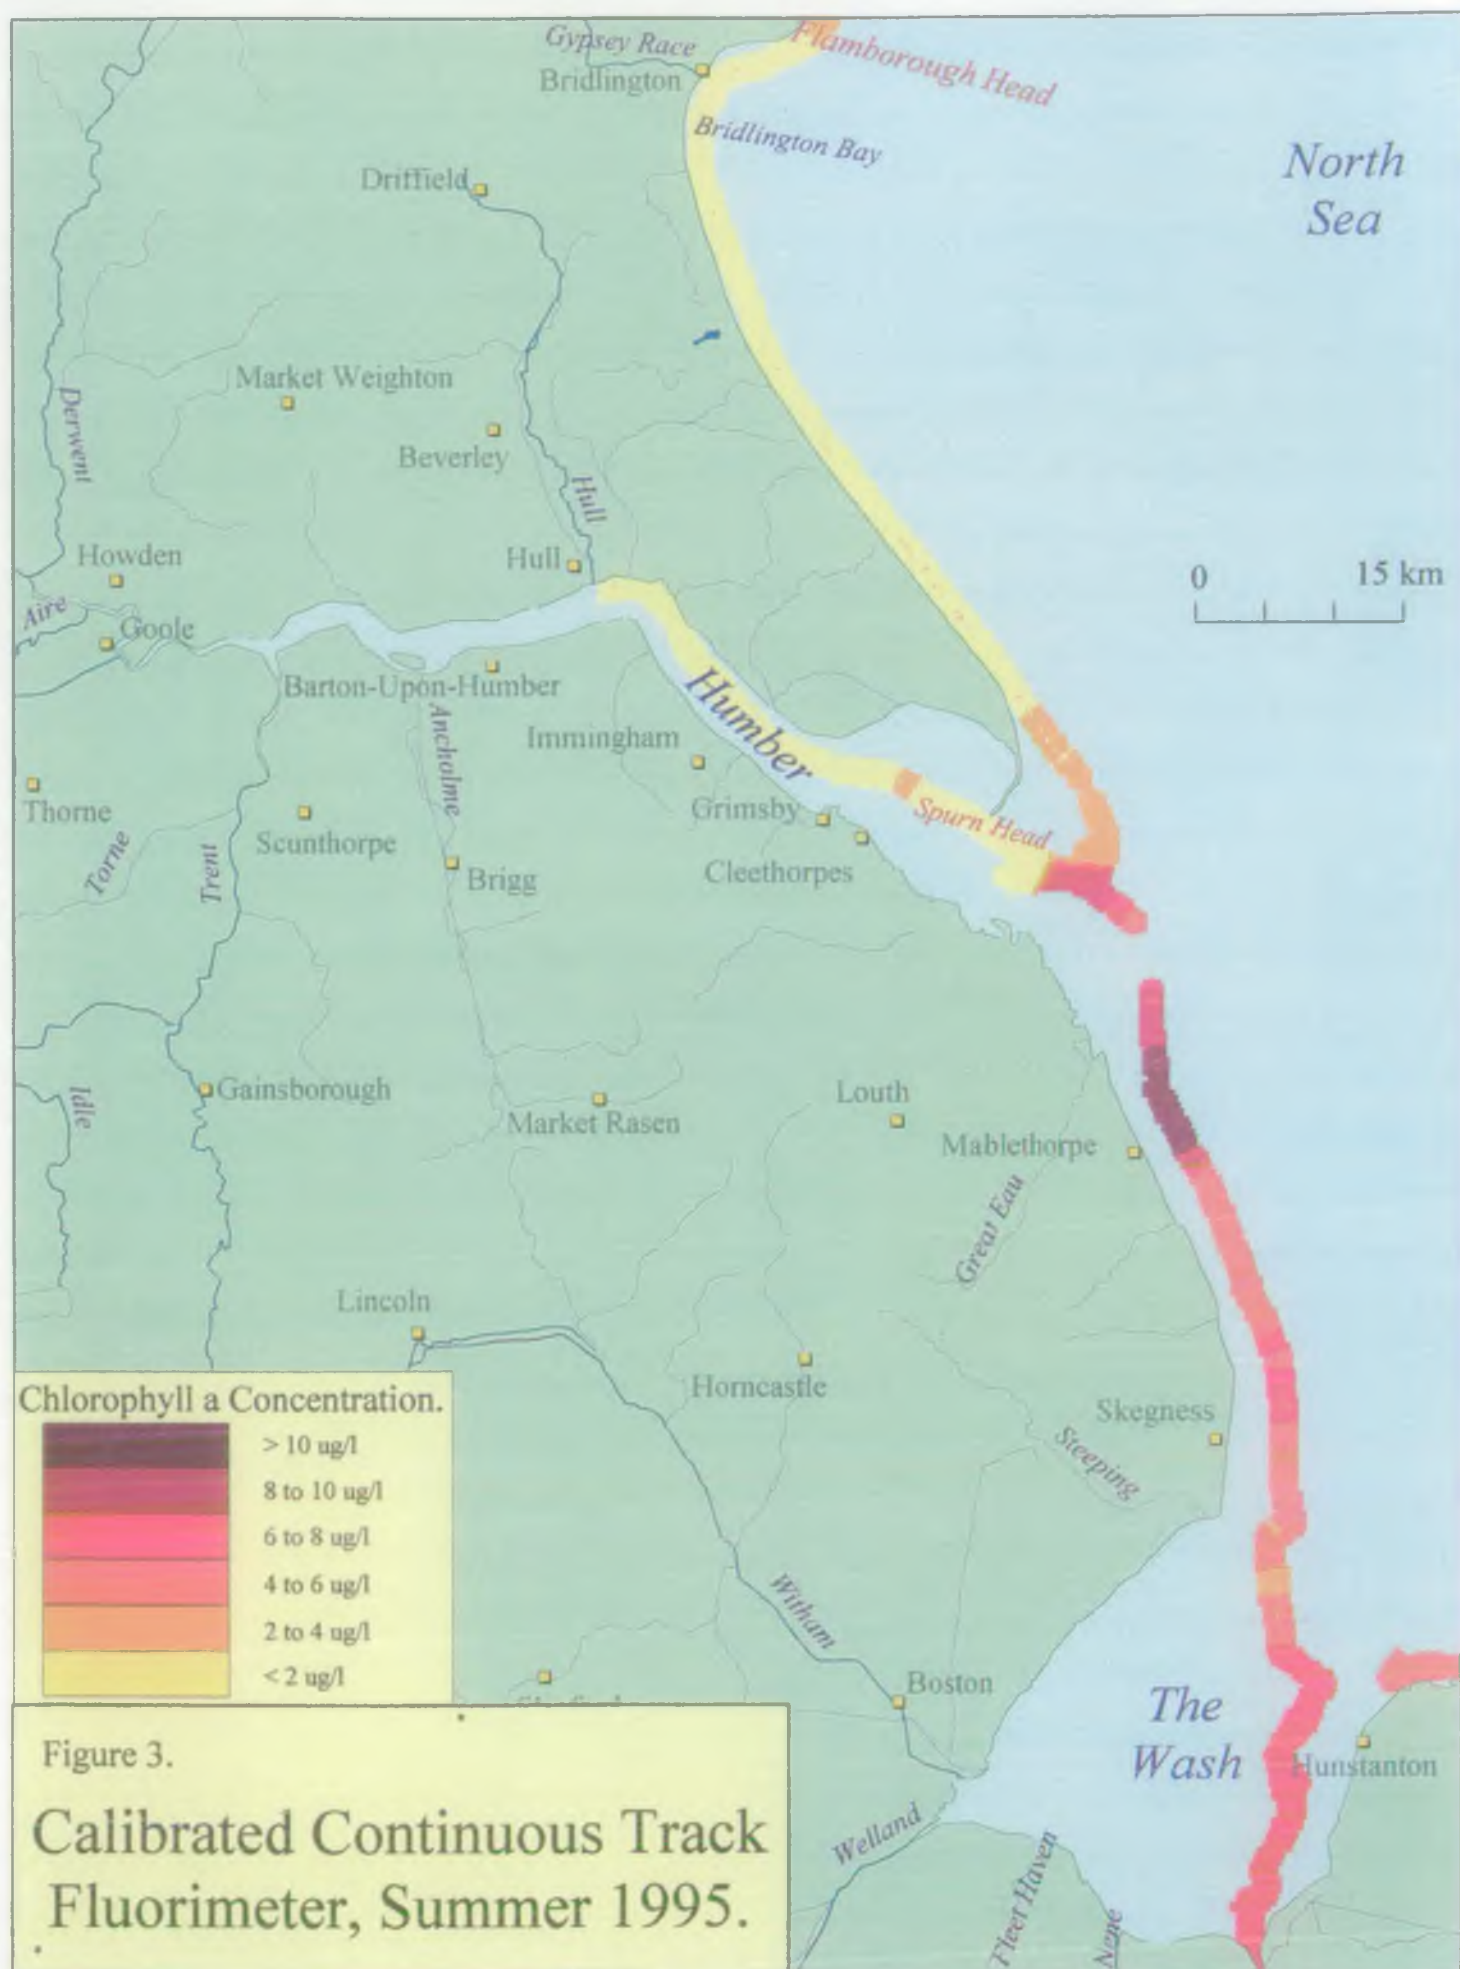 Gypsey Race
Flamborough Head
Bridlington
Bridlington Bay
North
Sea
Driffield
Market Weighton
Derwent
Beverley
Hull
Hull
Howden
0 15 km
Aire
Goole
Barton-Upon-Humber
Humber
Ancholme
Immingham
Thorne
Grimsby
Spurn Head
Scunthorpe
Torne
Trent
Cleethorpes
Brigg
Idle
Gainsborough
Louth
Market Rasen
Mablethorpe
Great Eau
Lincoln
Horncastle
Skegness
Steeping
Chlorophyll a Concentration.
> 10 ug/l
8 to 10 ug/l
6 to 8 ug/l
4 to 6 ug/l
2 to 4 ug/l
< 2 ug/l
Witham
Boston
The
Wash
Hunstanton
Welland
Fleet Haven
Nene
Figure 3.
Calibrated Continuous Track
Fluorimeter, Summer 1995.